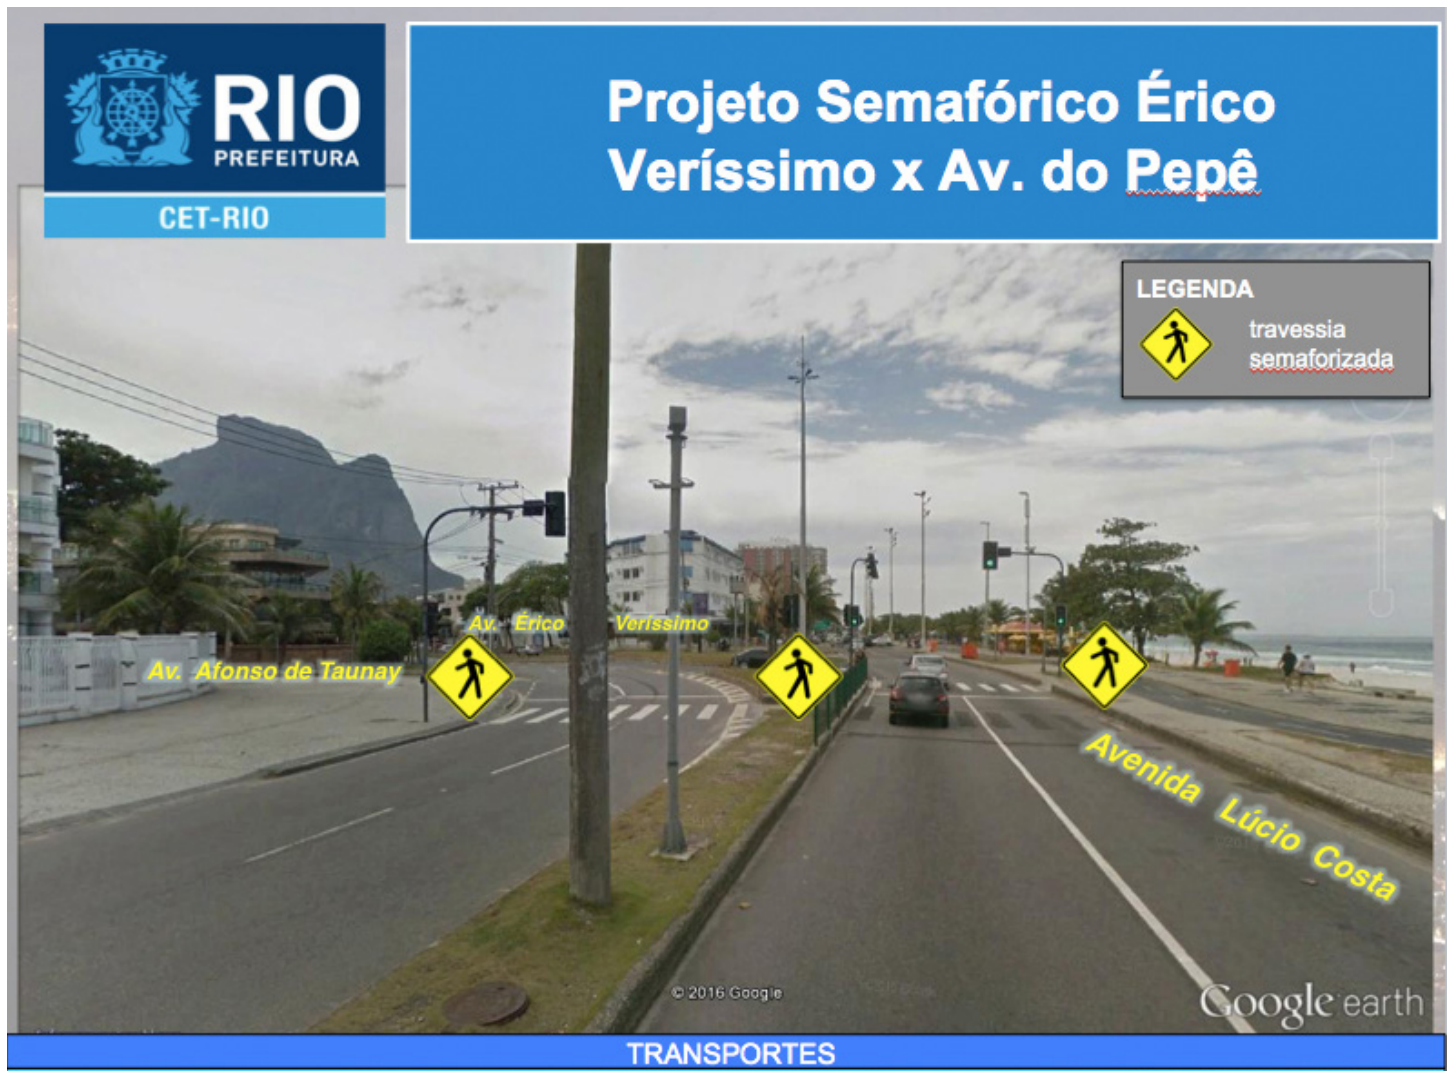 RIO
PREFEITURA
CET-RIO
Projeto Semafórico Érico
Veríssimo x Av. do Pepê
LEGENDA
travessia
semaforizada
Av. Érico Veríssimo
Av. Afonso de Taunay
Avenida Lúcio Costa
© 2016 Google
Google earth
TRANSPORTES